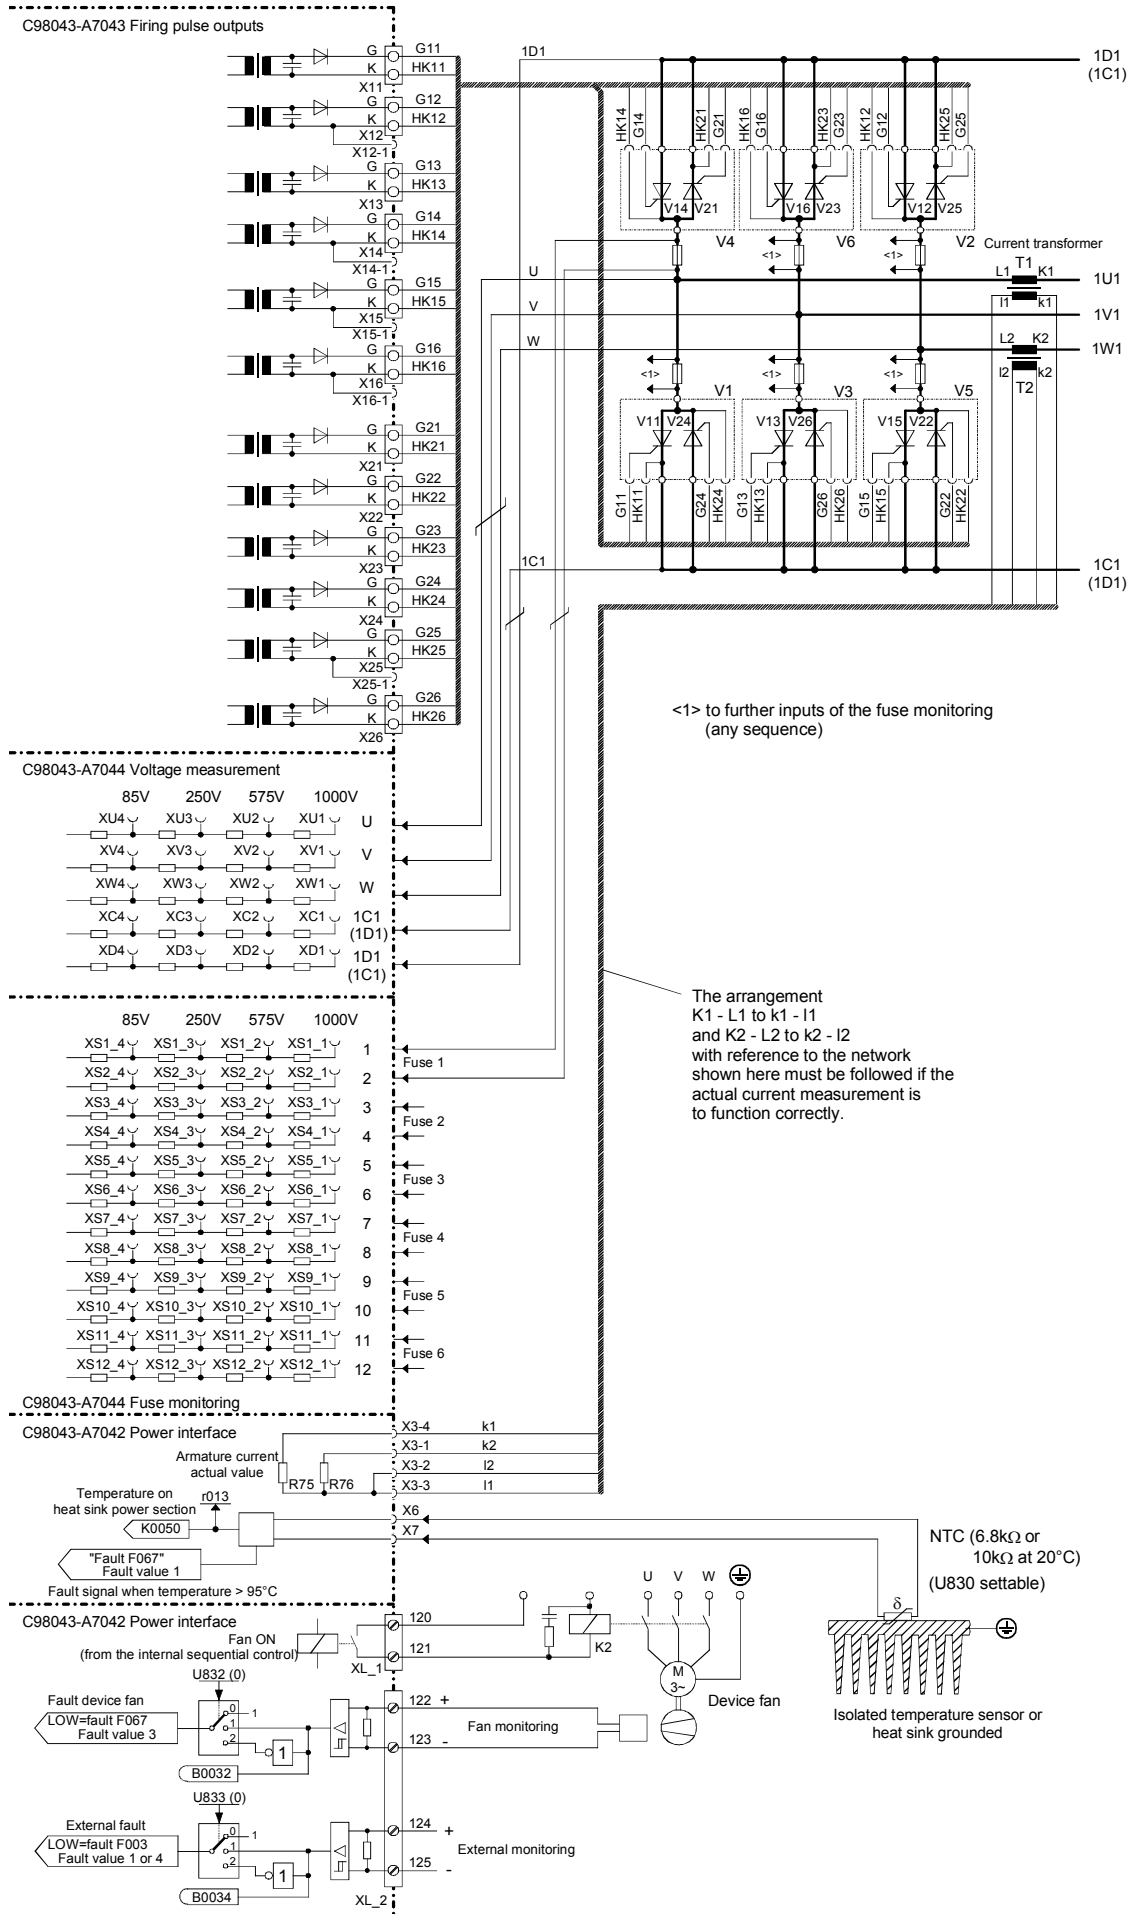 C98043-A7043 Firing pulse outputs
G G11
K HK11
X11
G G12
K HK12
X12
X12-1
G G13
K HK13
X13
G G14
K HK14
X14
X14-1
G G15
K HK15
X15
X15-1
G G16
K HK16
X16
X16-1
G G21
K HK21
X21
G G22
K HK22
X22
G G23
K HK23
X23
G G24
K HK24
X24
G G25
K HK25
X25
X25-1
G G26
K HK26
X26
1D1
1D1
(1C1)
HK14 G14 HK21 G21 HK16 G16 HK23 G23 HK12 G12 HK25 G25
V14 V21 V16 V23 V12 V25
V4 V6 V2
<1> <1>
Current transformer
T1
L1 K1
l1 k1
U 1U1
V 1V1
W 1W1
L2 K2
l2 k2
T2
<1> <1> <1>
V1 V3 V5
V11 V24 V13 V26 V15 V22
G11 HK11 G24 HK24 G13 HK13 G26 HK26 G15 HK15 G22 HK22
1C1
1C1
(1D1)
<1> to further inputs of the fuse monitoring
(any sequence)
C98043-A7044 Voltage measurement
85V 250V 575V 1000V
XU4 XU3 XU2 XU1 U
XV4 XV3 XV2 XV1 V
XW4 XW3 XW2 XW1 W
XC4 XC3 XC2 XC1 1C1
(1D1)
XD4 XD3 XD2 XD1 1D1
(1C1)
The arrangement
K1 - L1 to k1 - l1
and K2 - L2 to k2 - l2
with reference to the network
shown here must be followed if the
actual current measurement is
to function correctly.
85V 250V 575V 1000V
XS1_4 XS1_3 XS1_2 XS1_1 1
Fuse 1
XS2_4 XS2_3 XS2_2 XS2_1 2
XS3_4 XS3_3 XS3_2 XS3_1 3
Fuse 2
XS4_4 XS4_3 XS4_2 XS4_1 4
XS5_4 XS5_3 XS5_2 XS5_1 5
Fuse 3
XS6_4 XS6_3 XS6_2 XS6_1 6
XS7_4 XS7_3 XS7_2 XS7_1 7
Fuse 4
XS8_4 XS8_3 XS8_2 XS8_1 8
XS9_4 XS9_3 XS9_2 XS9_1 9
Fuse 5
XS10_4 XS10_3 XS10_2 XS10_1 10
XS11_4 XS11_3 XS11_2 XS11_1 11
Fuse 6
XS12_4 XS12_3 XS12_2 XS12_1 12
C98043-A7044 Fuse monitoring
C98043-A7042 Power interface
X3-4 k1
X3-1 k2
X3-2 l2
X3-3 l1
Armature current
actual value
R75 R76
Temperature on
heat sink power section
r013
K0050
X6
X7
"Fault F067"
Fault value 1
Fault signal when temperature > 95°C
NTC (6.8kΩ or
10kΩ at 20°C)
(U830 settable)
δ
Isolated temperature sensor or
heat sink grounded
C98043-A7042 Power interface
Fan ON
(from the internal sequential control)
120
121
XL_1
K2
U V W
M
3~
Device fan
U832 (0)
Fault device fan
LOW=fault F067
Fault value 3
0 1
1
2
1
B0032
122 +
123 -
Fan monitoring
U833 (0)
External fault
LOW=fault F003
Fault value 1 or 4
0 1
1
2
1
B0034
124 +
125 -
External monitoring
XL_2